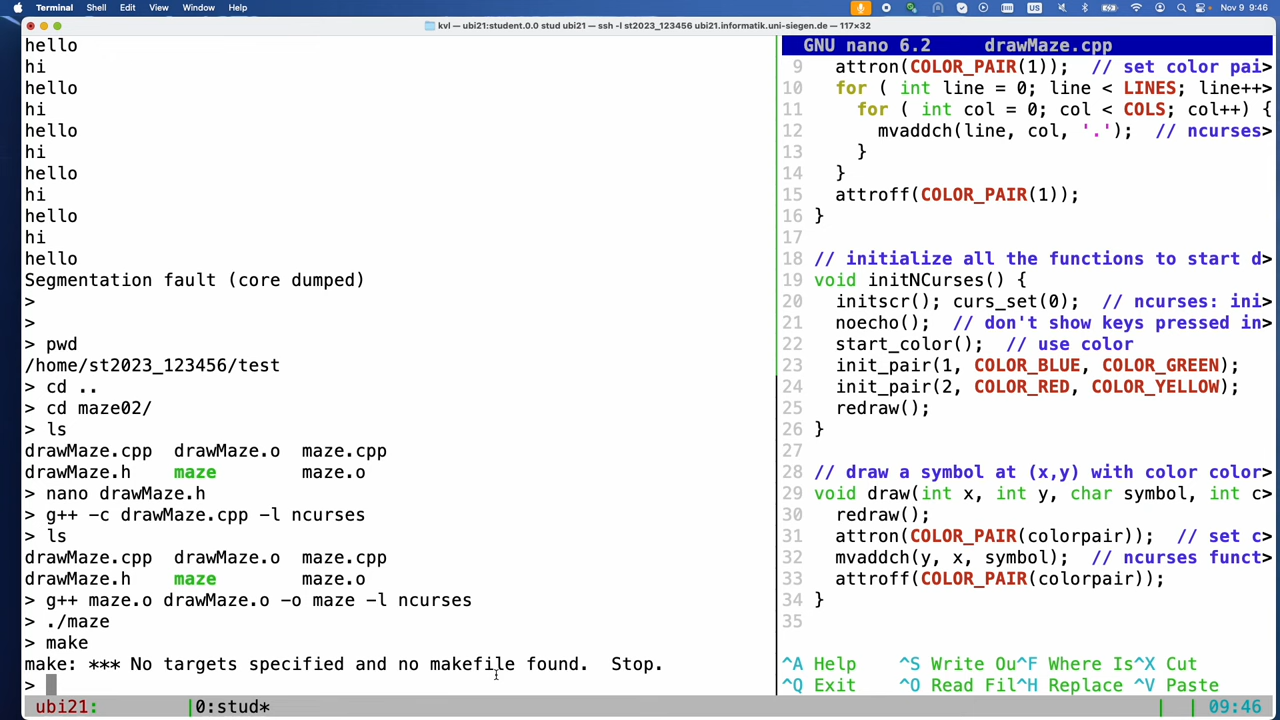 Terminal Shell Edit View Window Help Nov 9 9:46
kvl — ubi21:student.0.0 stud ubi21 — ssh -l st2023_123456 ubi21.informatik.uni-siegen.de — 117×32
hello
hi
hello
hi
hello
hi
hello
hi
hello
hi
hello
Segmentation fault (core dumped)
>
>
> pwd
/home/st2023_123456/test
> cd ..
> cd maze02/
> ls
drawMaze.cpp drawMaze.o maze.cpp
drawMaze.h maze maze.o
> nano drawMaze.h
> g++ -c drawMaze.cpp -l ncurses
> ls
drawMaze.cpp drawMaze.o maze.cpp
drawMaze.h maze maze.o
> g++ maze.o drawMaze.o -o maze -l ncurses
> ./maze
> make
make: *** No targets specified and no makefile found. Stop.
>
GNU nano 6.2 drawMaze.cpp
9 attron(COLOR_PAIR(1)); // set color pai>
10 for ( int line = 0; line < LINES; line++>
11 for ( int col = 0; col < COLS; col++) {
12 mvaddch(line, col, '.'); // ncurses>
13 }
14 }
15 attroff(COLOR_PAIR(1));
16 }
17
18 // initialize all the functions to start d>
19 void initNCurses() {
20 initscr(); curs_set(0); // ncurses: ini>
21 noecho(); // don't show keys pressed in>
22 start_color(); // use color
23 init_pair(1, COLOR_BLUE, COLOR_GREEN);
24 init_pair(2, COLOR_RED, COLOR_YELLOW);
25 redraw();
26 }
27
28 // draw a symbol at (x,y) with color color>
29 void draw(int x, int y, char symbol, int c>
30 redraw();
31 attron(COLOR_PAIR(colorpair)); // set c>
32 mvaddch(y, x, symbol); // ncurses funct>
33 attroff(COLOR_PAIR(colorpair));
34 }
35
^A Help ^S Write Ou^F Where Is^X Cut
^Q Exit ^O Read Fil^H Replace ^V Paste
ubi21: |0:stud* | | 09:46